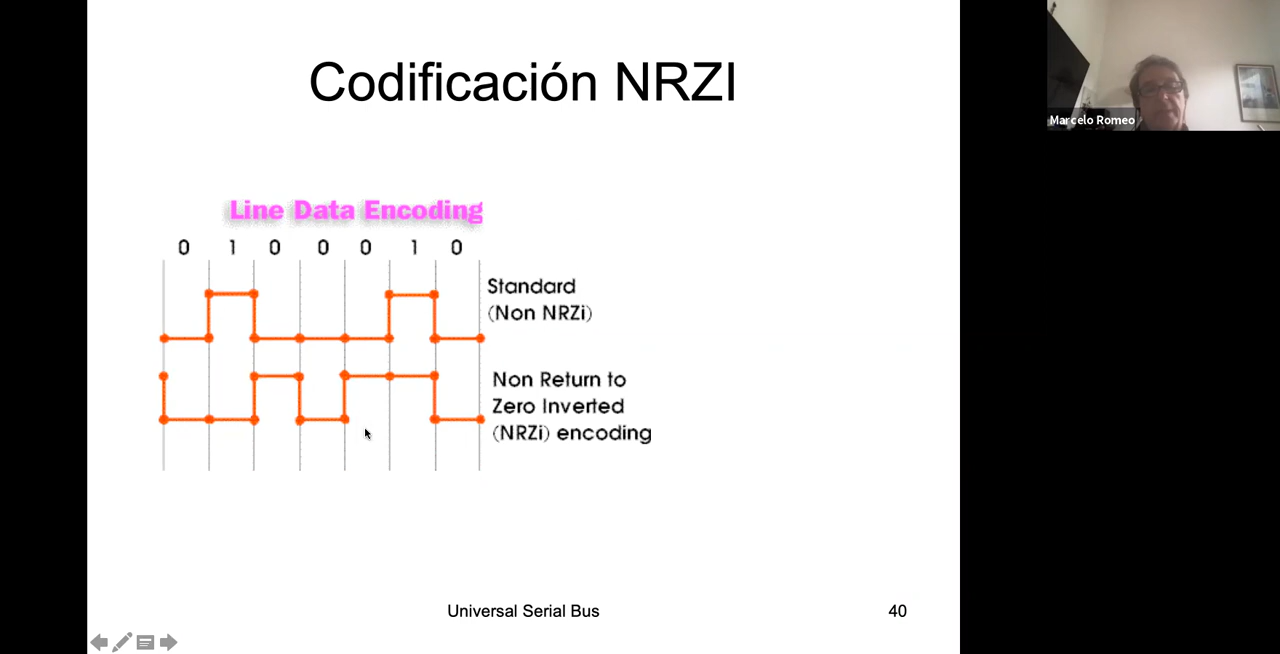 Codificación NRZI
Marcelo Romeo
Line Data Encoding
0 1 0 0 0 1 0
Standard
(Non NRZi)
Non Return to
Zero Inverted
(NRZi) encoding
Universal Serial Bus
40